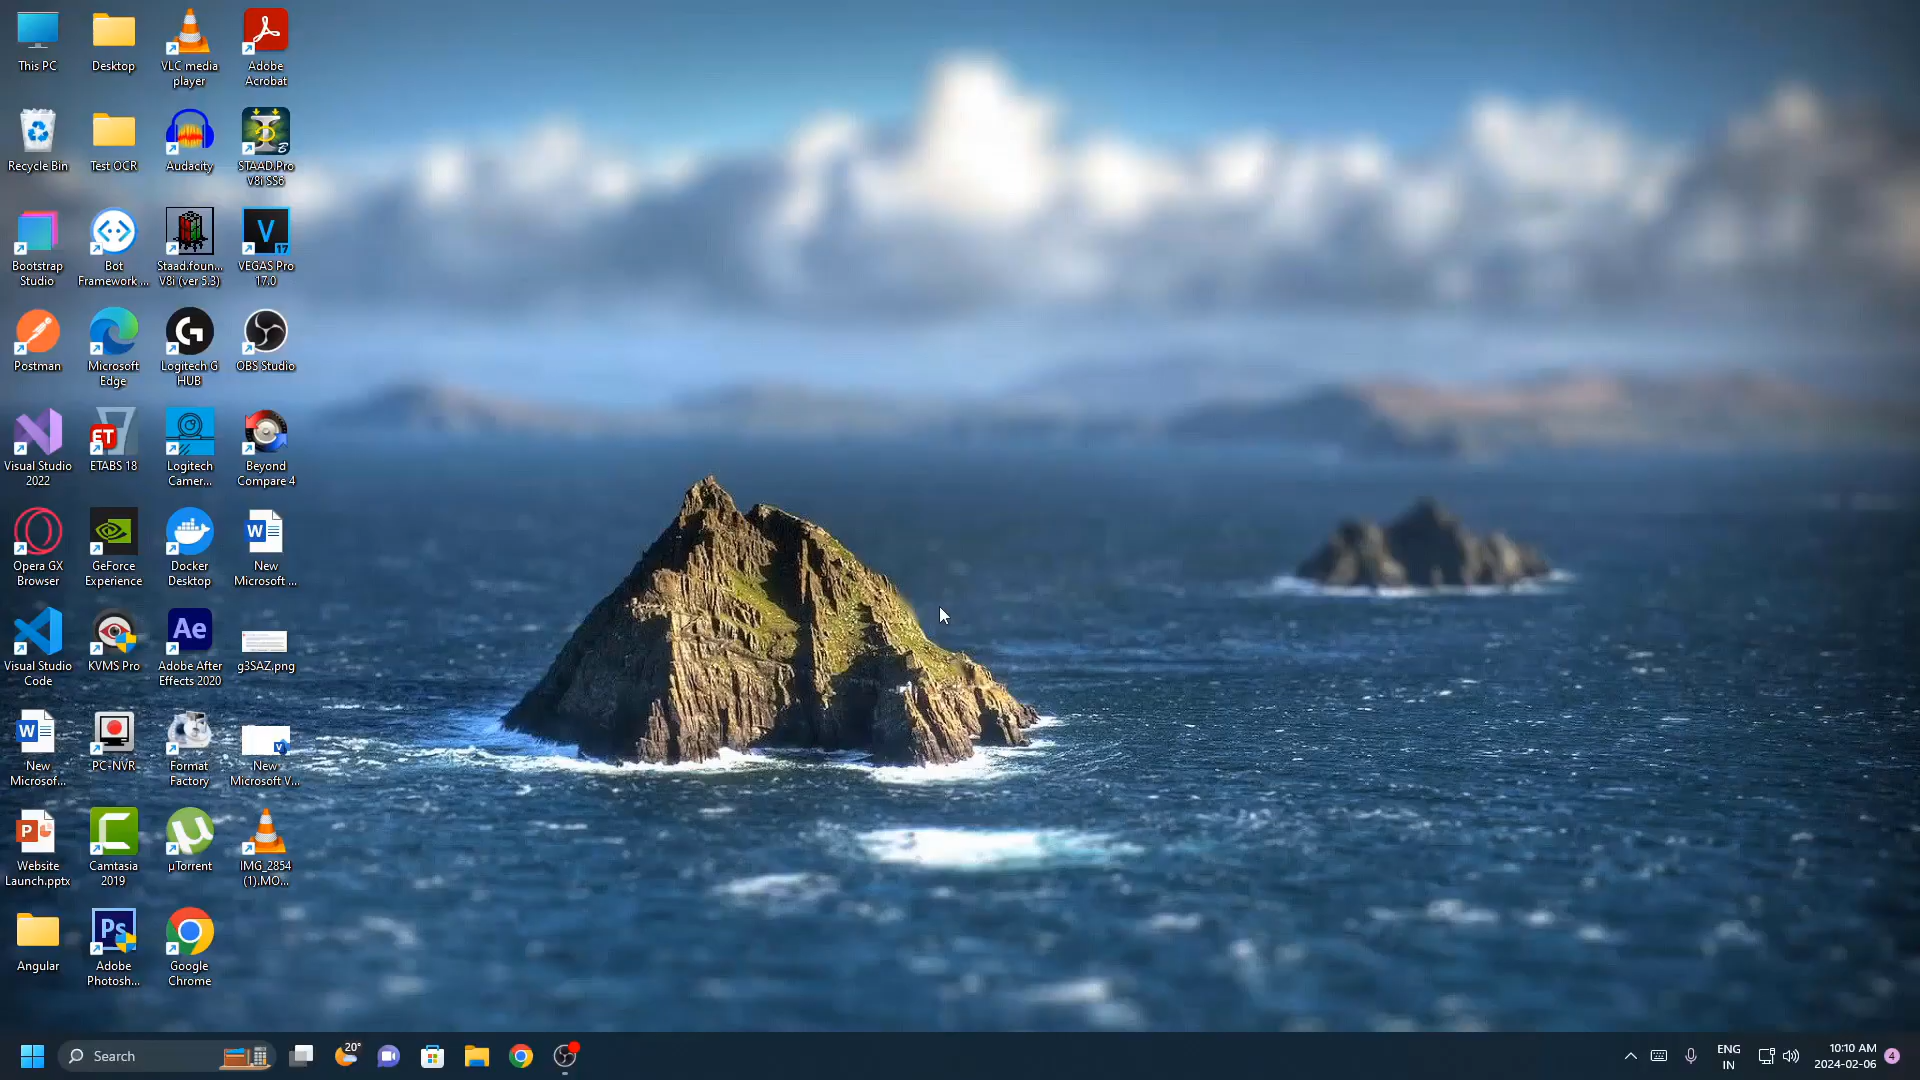 This PC
Desktop
VLC media
player
Adobe
Acrobat
Recycle Bin
Test OCR
Audacity
STAAD.Pro
V8i SS6
Bootstrap
Studio
Bot
Framework ...
Staad.foun...
V8i (ver 5.3)
VEGAS Pro
17.0
Postman
Microsoft
Edge
Logitech G
HUB
OBS Studio
Visual Studio
2022
ETABS 18
Logitech
Camer...
Beyond
Compare 4
Opera GX
Browser
GeForce
Experience
Docker
Desktop
New
Microsoft ...
Visual Studio
Code
KVMS Pro
Adobe After
Effects 2020
g3SAZ.png
New
Microsof...
PC-NVR
Format
Factory
New
Microsoft V...
Website
Launch.pptx
Camtasia
2019
µTorrent
IMG_2854
(1).MO...
Angular
Adobe
Photosh...
Google
Chrome
Search
20°
ENG
IN
10:10 AM
2024-02-06
4